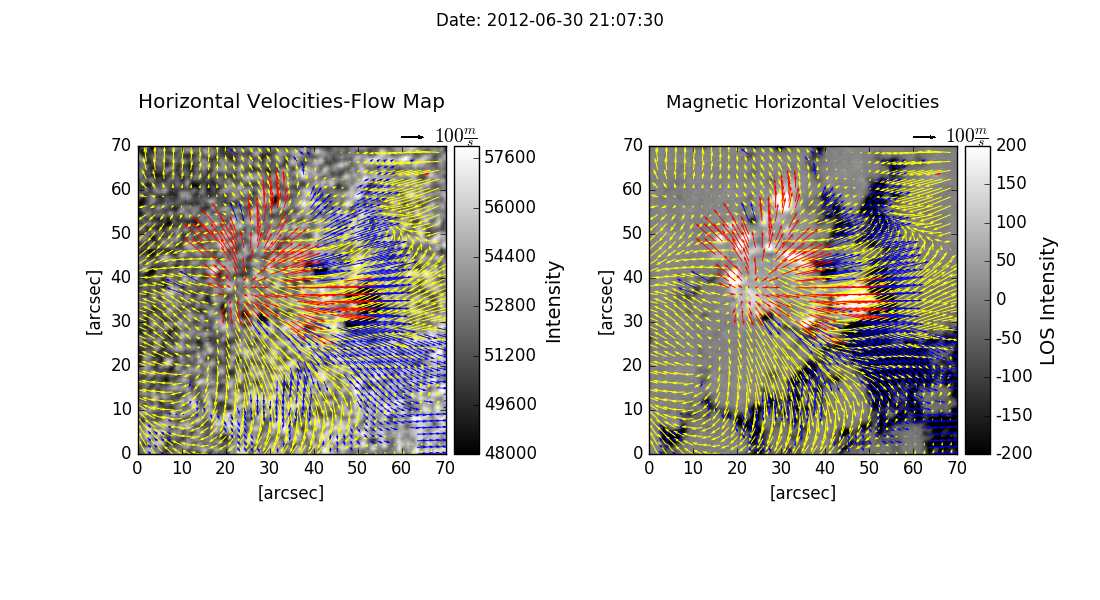 Date: 2012-06-30 21:07:30
Horizontal Velocities-Flow Map
100 m/s
70
60
50
40
30
20
10
0
[arcsec]
0 10 20 30 40 50 60 70
[arcsec]
57600
56000
54400
52800
51200
49600
48000
Intensity
Magnetic Horizontal Velocities
100 m/s
70
60
50
40
30
20
10
0
[arcsec]
0 10 20 30 40 50 60 70
[arcsec]
200
150
100
50
0
-50
-100
-150
-200
LOS Intensity